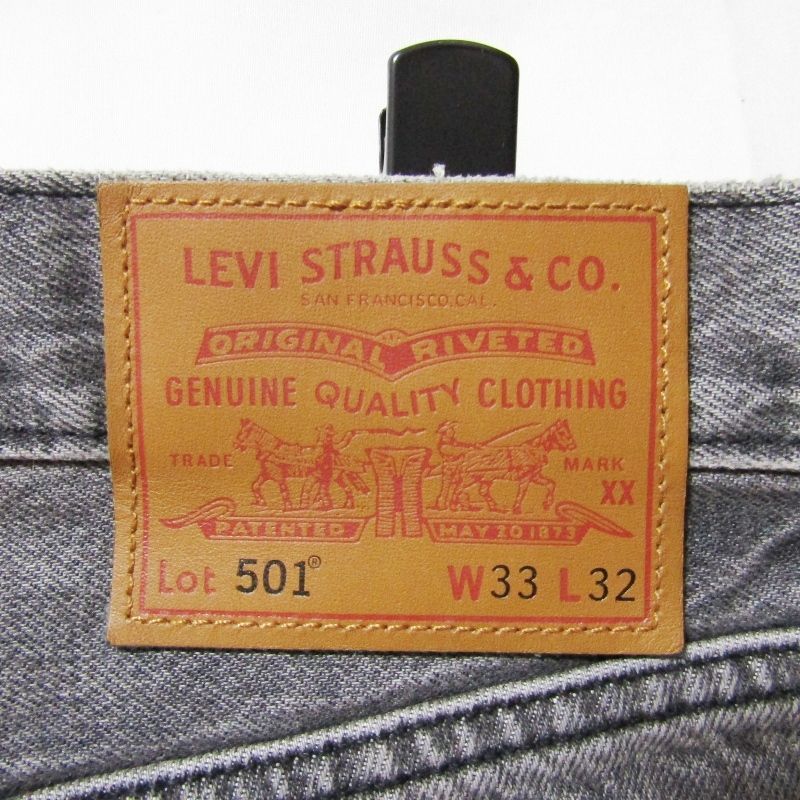 LEVI STRAUSS & CO.
SAN FRANCISCO, CAL.
ORIGINAL RIVETED
GENUINE QUALITY CLOTHING
TRADE MARK
XX
PATENTED MAY 20 1873
Lot 501® W33 L32